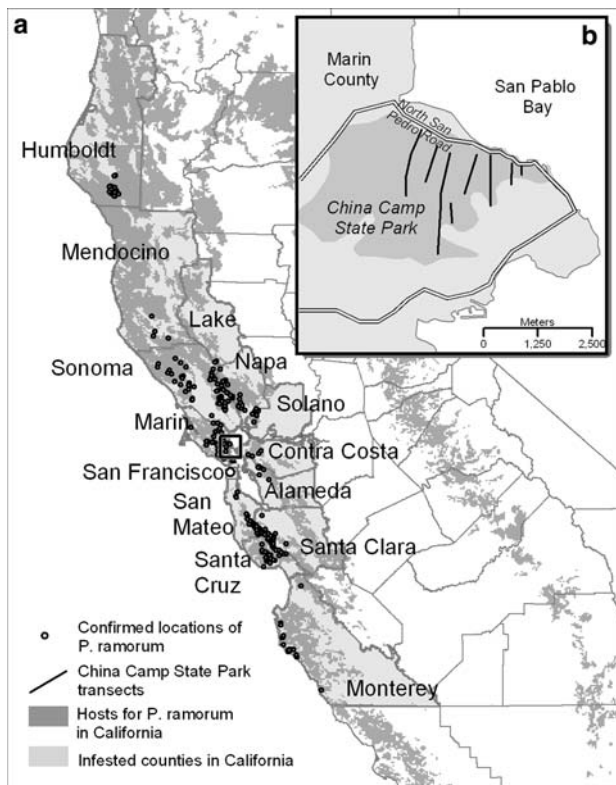 a
b
Marin
County
San Pablo
Bay
North San
Pedro Road
China Camp
State Park
Meters
0 1,250 2,500
Humboldt
Mendocino
Lake
Sonoma
Napa
Solano
Marin
Contra Costa
San Francisco
Alameda
San
Mateo
Santa Clara
Santa
Cruz
Monterey
Confirmed locations of
P. ramorum
China Camp State Park
transects
Hosts for P. ramorum
in California
Infested counties in California